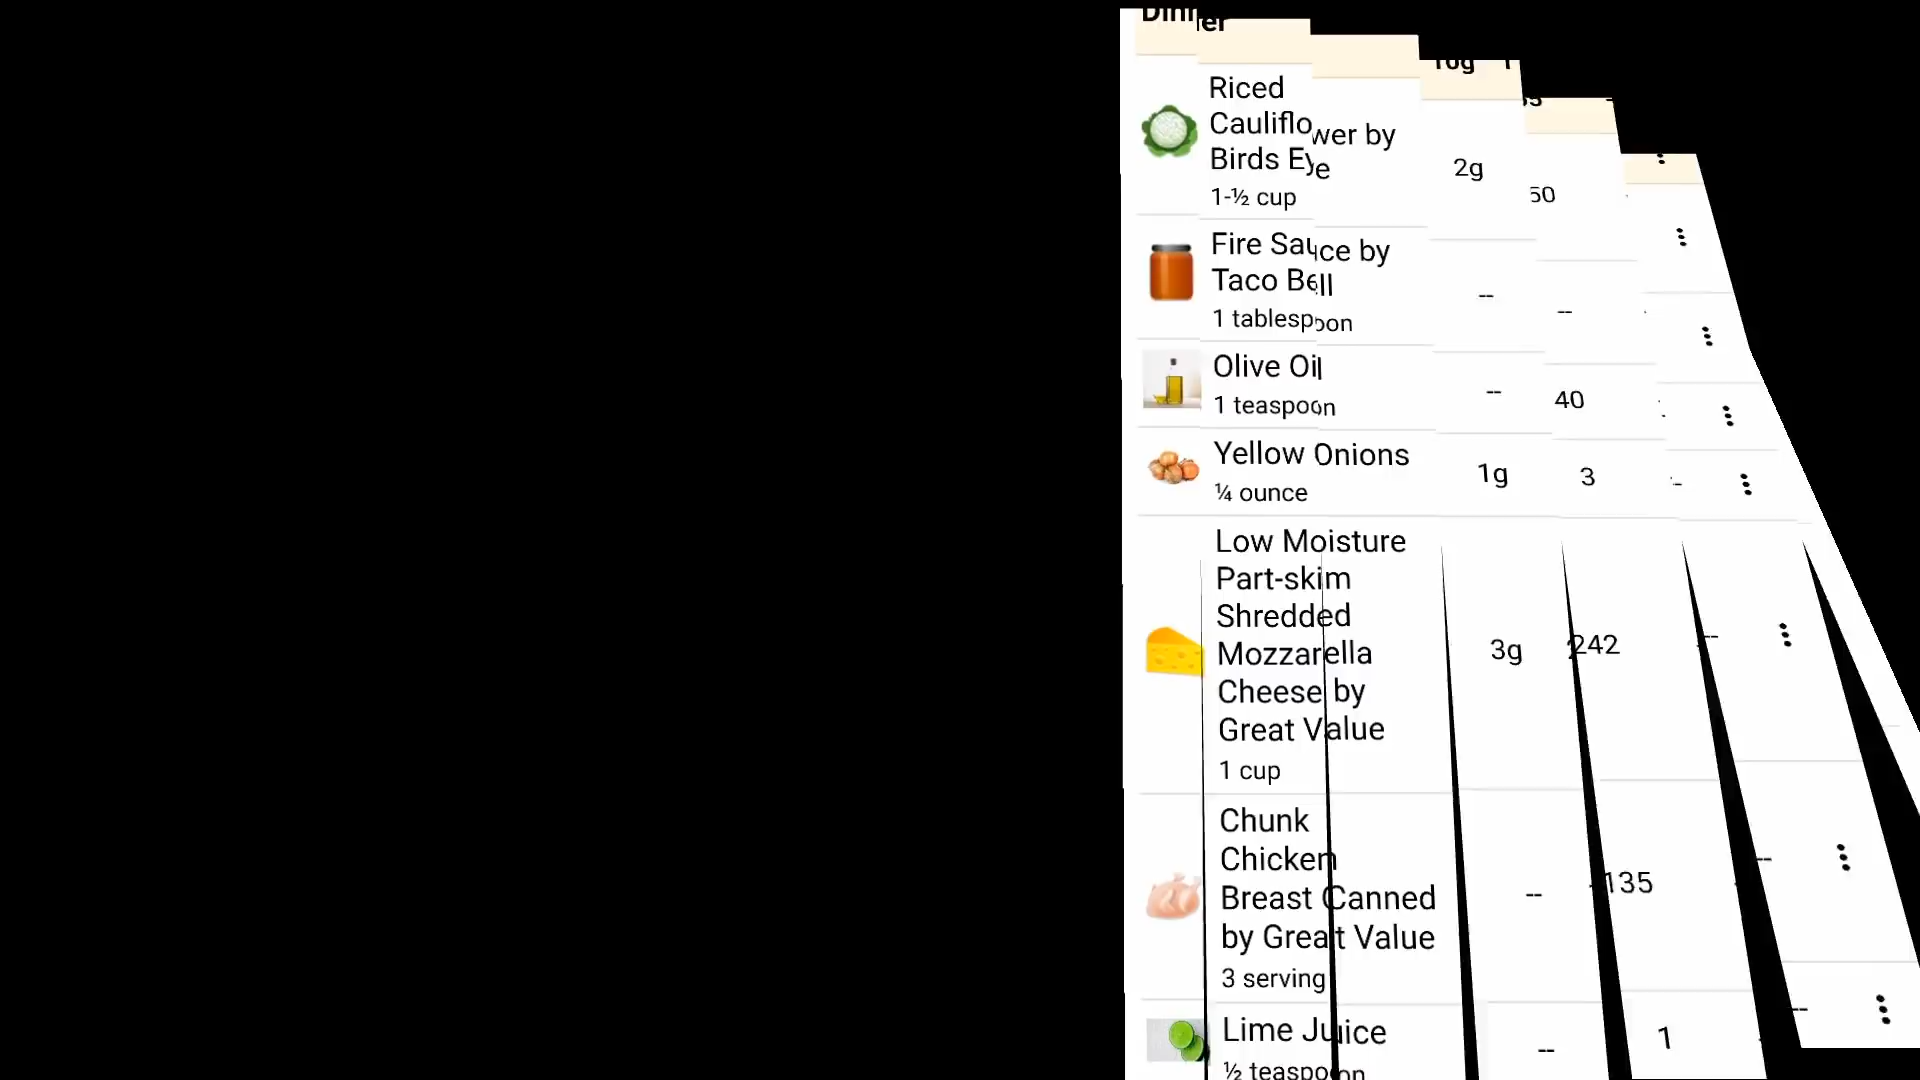 Dinner
Riced
Cauliflower by
Birds Eye
1-½ cup
2g
50
Fire Sauce by
Taco Bell
1 tablespoon
--
--
Olive Oil
1 teaspoon
--
40
Yellow Onions
¼ ounce
1g
3
--
Low Moisture
Part-skim
Shredded
Mozzarella
Cheese by
Great Value
1 cup
3g
242
--
Chunk
Chicken
Breast Canned
by Great Value
3 serving
--
135
--
Lime Juice
½ teaspoon
--
1
--